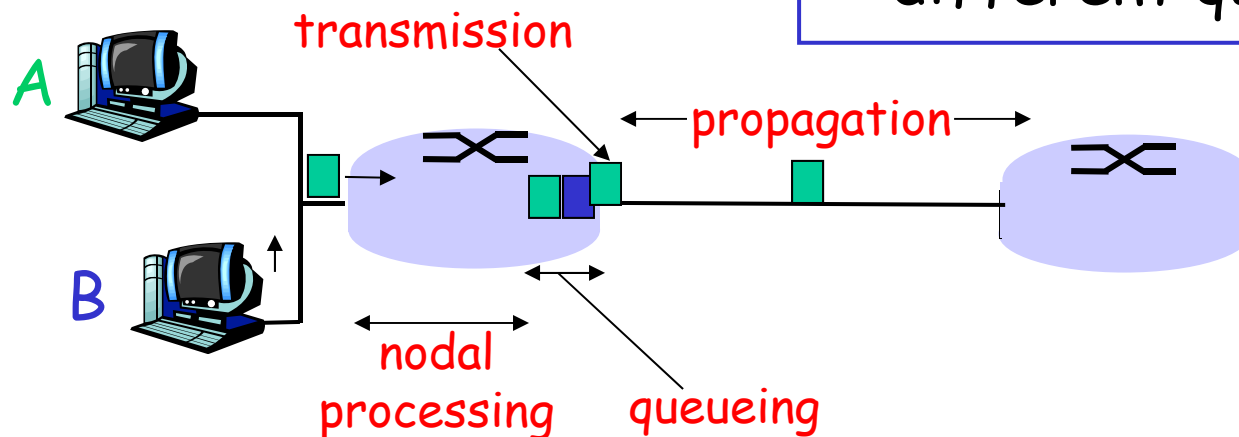 transmission
A
propagation
B
nodal
processing
queueing